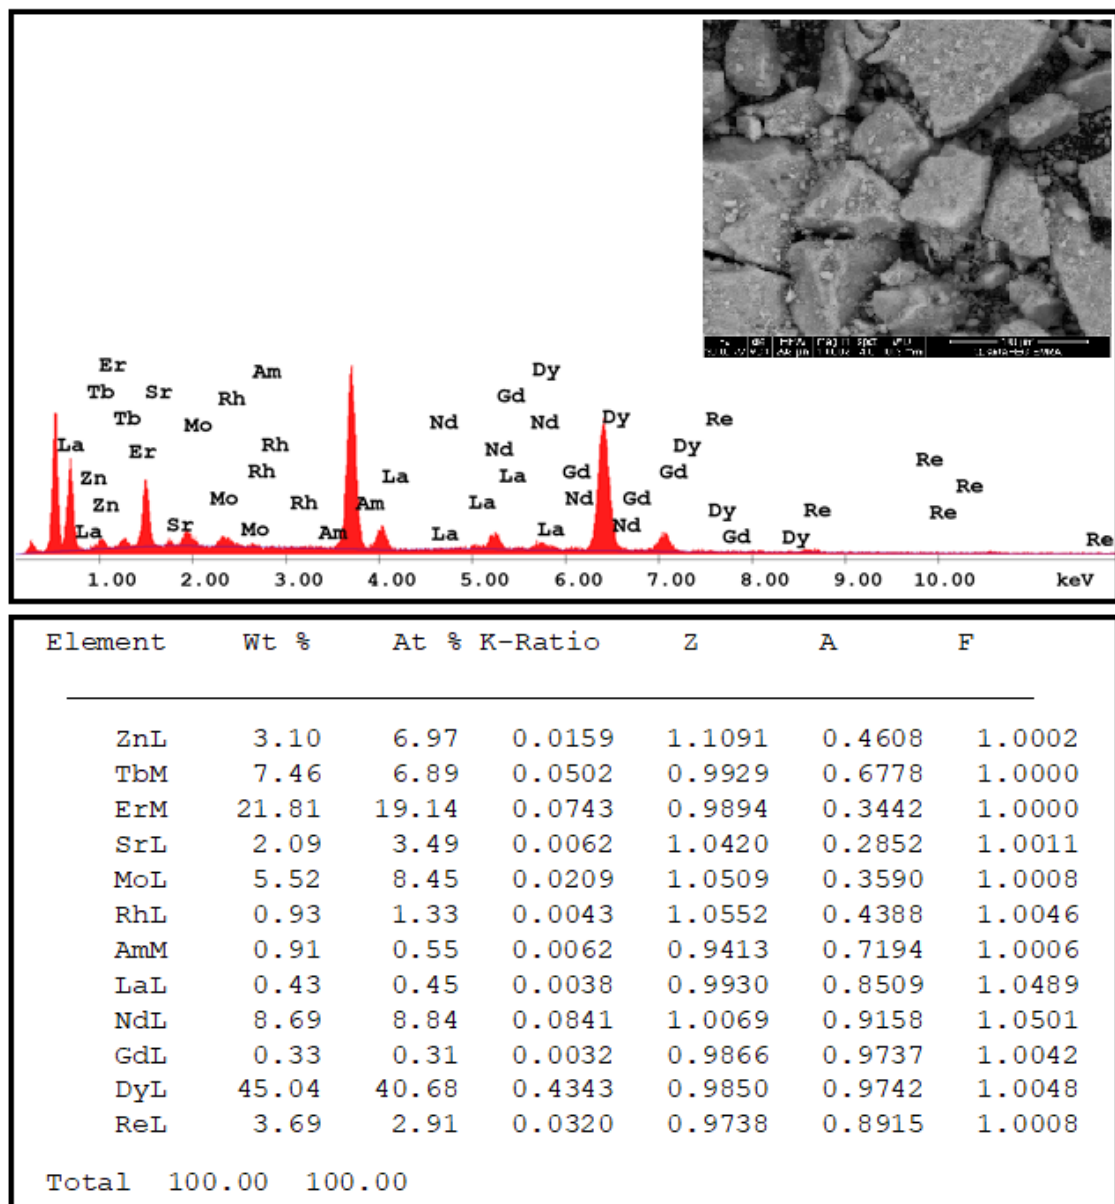 Er
Am
Dy
Tb
Sr
Rh
Gd
Tb
Mo
Nd
Nd
Dy
Re
La
Er
Rh
Nd
Dy
Re
Zn
Rh
Am
La
La
Gd
Gd
Re
Zn
Mo
Rh
La
Nd
Gd
Dy
Re
Re
La
Sr
Mo
Am
La
La
Nd
Dy
Gd
Re
1.00 2.00 3.00 4.00 5.00 6.00 7.00 8.00 9.00 10.00 keV
Element Wt % At % K-Ratio Z A F
ZnL 3.10 6.97 0.0159 1.1091 0.4608 1.0002
TbM 7.46 6.89 0.0502 0.9929 0.6778 1.0000
ErM 21.81 19.14 0.0743 0.9894 0.3442 1.0000
SrL 2.09 3.49 0.0062 1.0420 0.2852 1.0011
MoL 5.52 8.45 0.0209 1.0509 0.3590 1.0008
RhL 0.93 1.33 0.0043 1.0552 0.4388 1.0046
AmM 0.91 0.55 0.0062 0.9413 0.7194 1.0006
LaL 0.43 0.45 0.0038 0.9930 0.8509 1.0489
NdL 8.69 8.84 0.0841 1.0069 0.9158 1.0501
GdL 0.33 0.31 0.0032 0.9866 0.9737 1.0042
DyL 45.04 40.68 0.4343 0.9850 0.9742 1.0048
ReL 3.69 2.91 0.0320 0.9738 0.8915 1.0008
Total 100.00 100.00